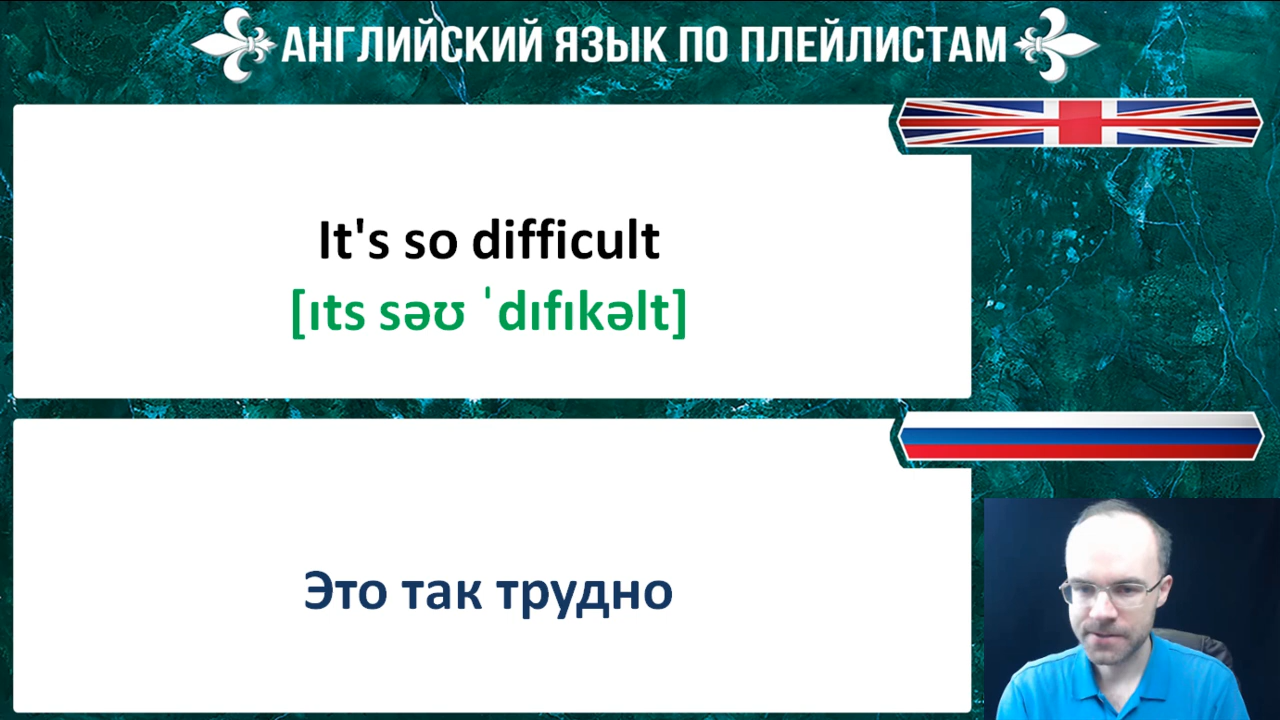 АНГЛИЙСКИЙ ЯЗЫК ПО ПЛЕЙЛИСТАМ
It's so difficult
[ɪts səʊ ˈdɪfɪkəlt]
Это так трудно